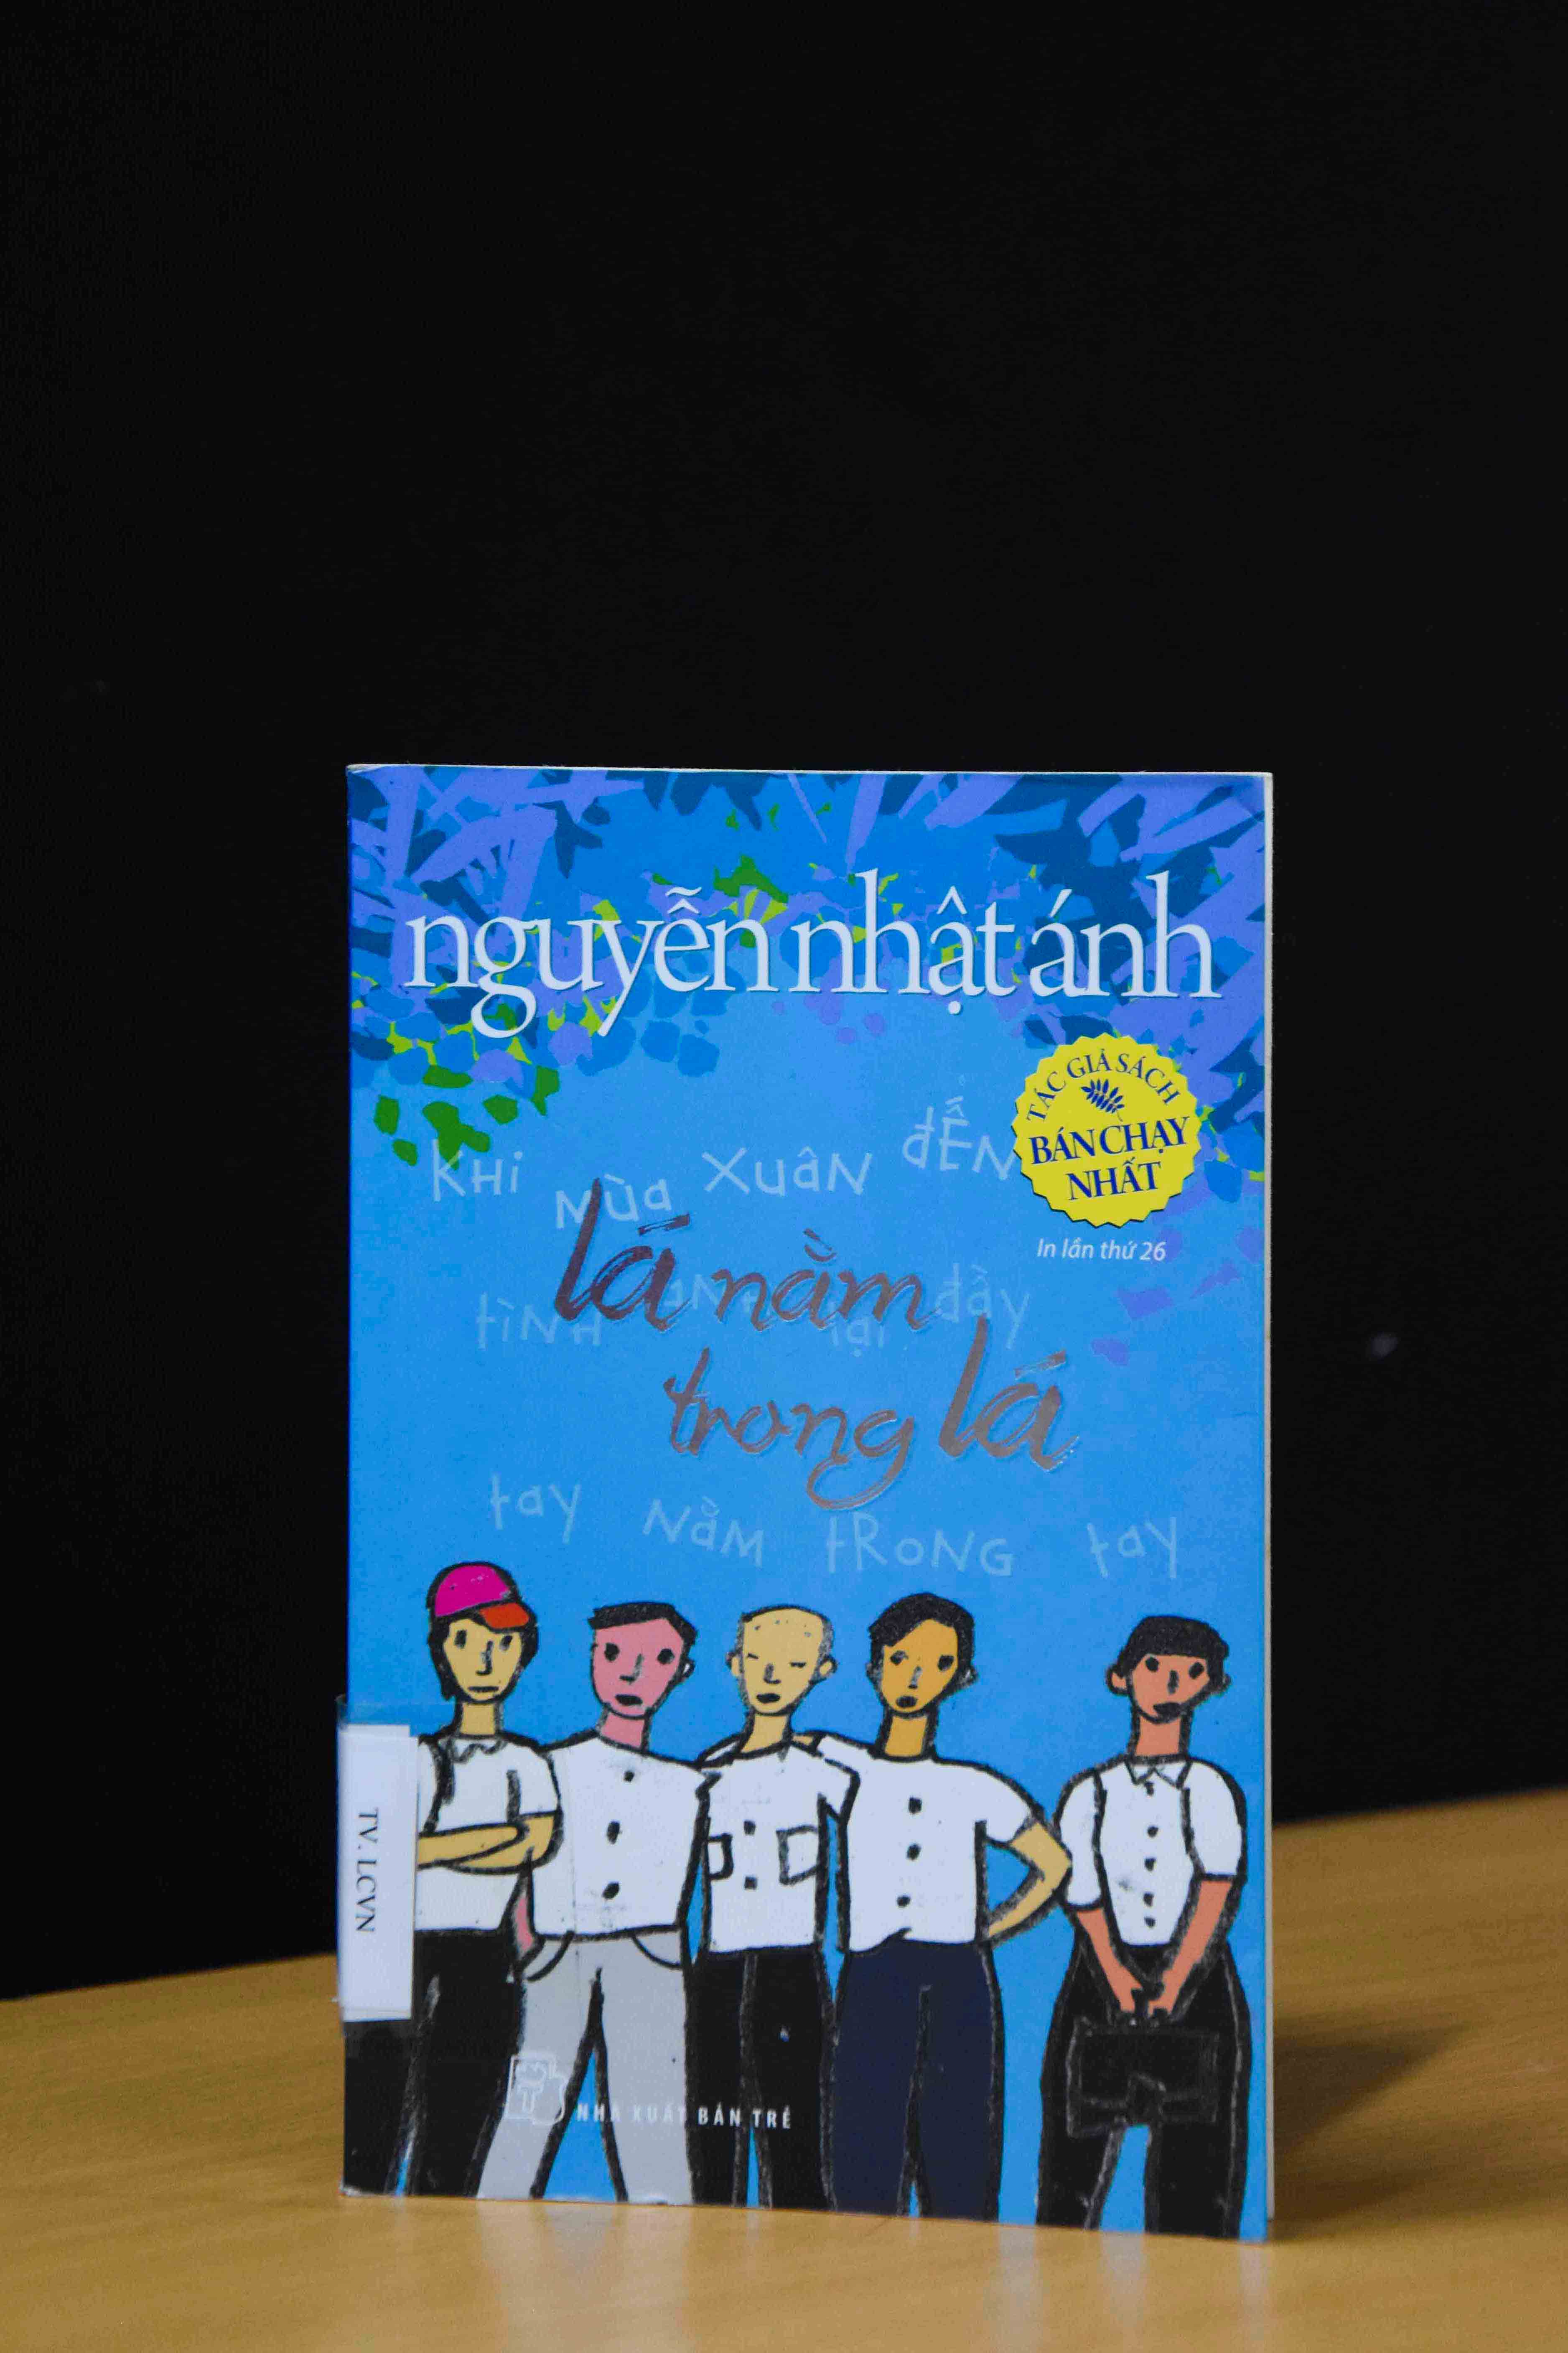 nguyễn nhật ánh
TÁC GIẢ SÁCH
BÁN CHẠY
NHẤT
In lần thứ 26
KHi mùa xuân đến
lá nằm
tình lại đầy
trong lá
tay nằm trong tay
TV. LCVN
NHÀ XUẤT BẢN TRẺ